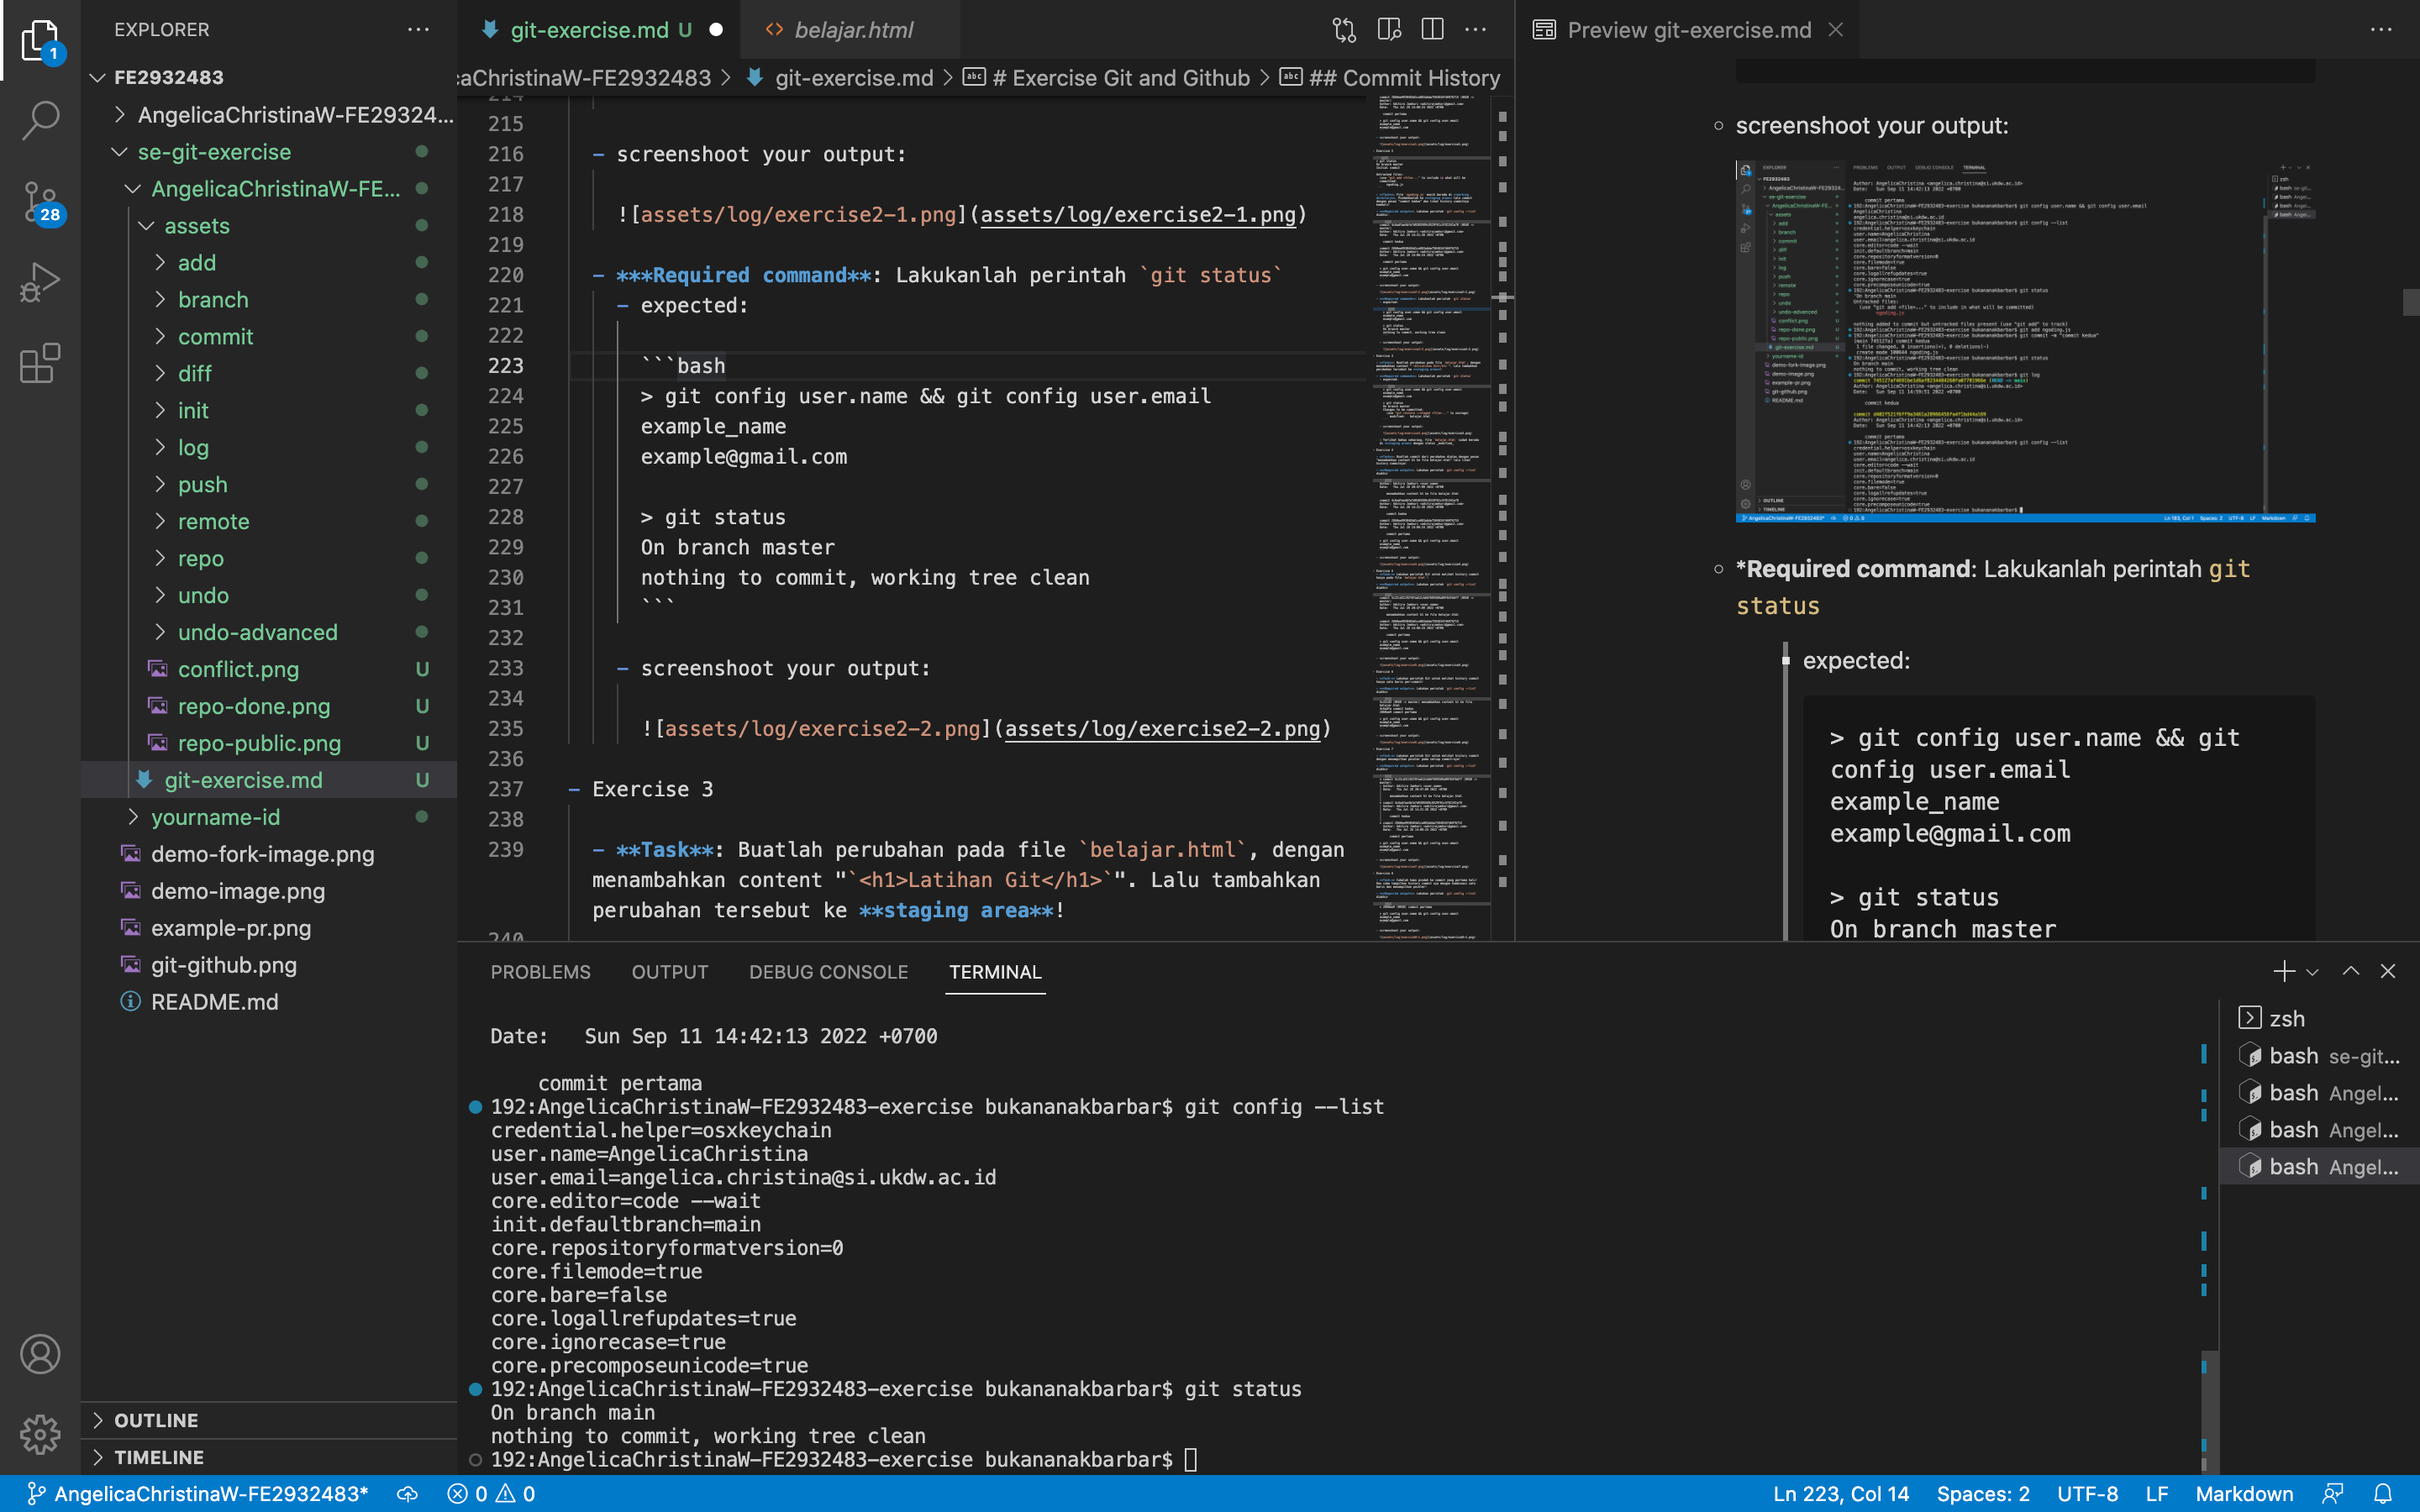 EXPLORER
FE2932483
AngelicaChristinaW-FE29324...
se-git-exercise
AngelicaChristinaW-FE...
assets
add
branch
commit
diff
init
log
push
remote
repo
undo
undo-advanced
conflict.png U
repo-done.png U
repo-public.png U
git-exercise.md U
yourname-id
demo-fork-image.png
demo-image.png
example-pr.png
git-github.png
README.md
OUTLINE
TIMELINE
1
28
git-exercise.md U
belajar.html
caChristinaW-FE2932483 > git-exercise.md > # Exercise Git and Github > ## Commit History
214
215
216 - screenshoot your output:
217
218 ![assets/log/exercise2-1.png](assets/log/exercise2-1.png)
219
220 - ***Required command**: Lakukanlah perintah `git status`
221 - expected:
222
223 ```bash
224 > git config user.name && git config user.email
225 example_name
226 example@gmail.com
227
228 > git status
229 On branch master
230 nothing to commit, working tree clean
231 ```
232
233 - screenshoot your output:
234
235 ![assets/log/exercise2-2.png](assets/log/exercise2-2.png)
236
237 - Exercise 3
238
239 - **Task**: Buatlah perubahan pada file `belajar.html`, dengan
menambahkan content "`<h1>Latihan Git</h1>`". Lalu tambahkan
perubahan tersebut ke **staging area**!
240
Preview git-exercise.md
screenshoot your output:
*Required command: Lakukanlah perintah git
status
expected:
> git config user.name && git
config user.email
example_name
example@gmail.com
> git status
On branch master
PROBLEMS OUTPUT DEBUG CONSOLE TERMINAL
Date:   Sun Sep 11 14:42:13 2022 +0700
commit pertama
192:AngelicaChristinaW-FE2932483-exercise bukananakbarbar$ git config --list
credential.helper=osxkeychain
user.name=AngelicaChristina
user.email=angelica.christina@si.ukdw.ac.id
core.editor=code --wait
init.defaultbranch=main
core.repositoryformatversion=0
core.filemode=true
core.bare=false
core.logallrefupdates=true
core.ignorecase=true
core.precomposeunicode=true
192:AngelicaChristinaW-FE2932483-exercise bukananakbarbar$ git status
On branch main
nothing to commit, working tree clean
192:AngelicaChristinaW-FE2932483-exercise bukananakbarbar$
zsh
bash se-git...
bash Angel...
bash Angel...
bash Angel...
AngelicaChristinaW-FE2932483* 0 0
Ln 223, Col 14 Spaces: 2 UTF-8 LF Markdown